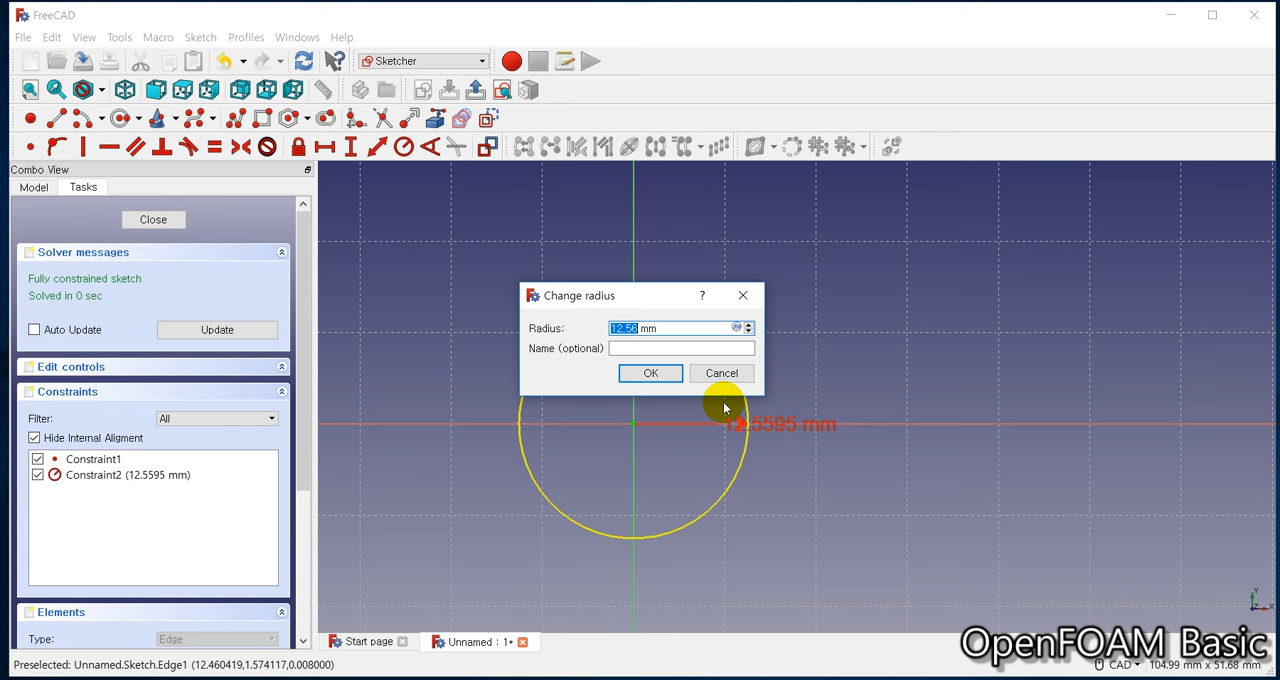 FreeCAD
File Edit View Tools Macro Sketch Profiles Windows Help
Sketcher
Combo View
Model Tasks
Close
Solver messages
Fully constrained sketch
Solved in 0 sec
Auto Update Update
Edit controls
Constraints
Filter: All
Hide Internal Aligment
Constraint1
Constraint2 (12.5595 mm)
Elements
Type: Edge
Change radius ?
Radius: 12.56 mm
Name (optional)
OK Cancel
12.5595 mm
Y
Z X
Start page Unnamed : 1*
OpenFOAM Basic
Preselected: Unnamed.Sketch.Edge1 (12.460419,1.574117,0.008000) CAD 104.99 mm x 51.68 mm